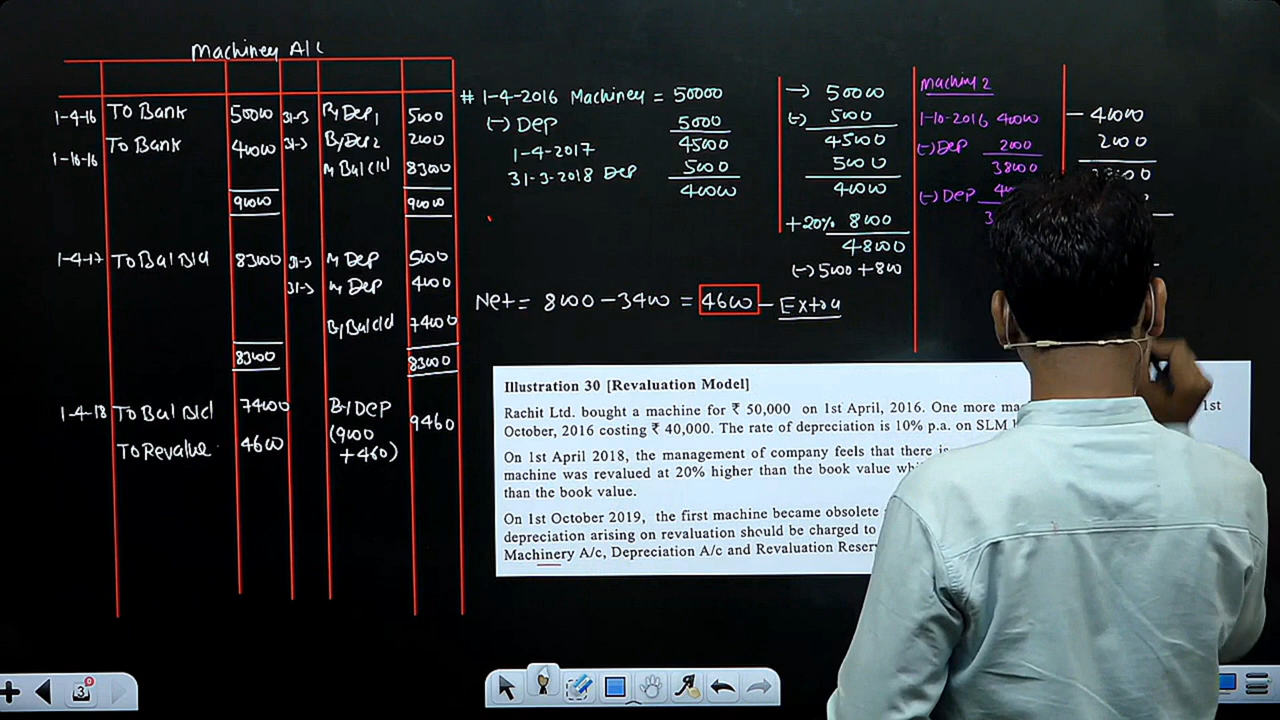 Machinery A/C
1-4-16 To Bank 50000 31-3 By Dep1 5000
1-10-16 To Bank 40000 31-3 By Dep2 2000
By Bal c/d 83000
90000 90000
1-4-17 To Bal B/d 83000 31-3 By Dep 5000
31-3 By Dep 4000
By Bal c/d 74000
83000 83000
1-4-18 To Bal B/d 74000 By DEP 9460
To Revalue. 4600 (9000
+460)
# 1-4-2016 Machinery = 50000
(-) DEP 5000
1-4-2017 45000
31-3-2018 Dep 5000
40000
→ 50000
(-) 5000
45000
5000
40000
+20% 8000
48000
(-) 5000 + 800
Net = 8000 - 3400 = 4600 - Extra
Machinery 2
1-10-2016 40000
(-) DEP 2000
38000
(-) DEP
- 40000
2000
Illustration 30 [Revaluation Model]
Rachit Ltd. bought a machine for ₹ 50,000 on 1st April, 2016. One more 1st
October, 2016 costing ₹ 40,000. The rate of depreciation is 10% p.a. on SLM
On 1st April 2018, the management of company feels that there
machine was revalued at 20% higher than the book value
than the book value.
On 1st October 2019, the first machine became obsolete
depreciation arising on revaluation should be charged to
Machinery A/c, Depreciation A/c and Revaluation
3
0